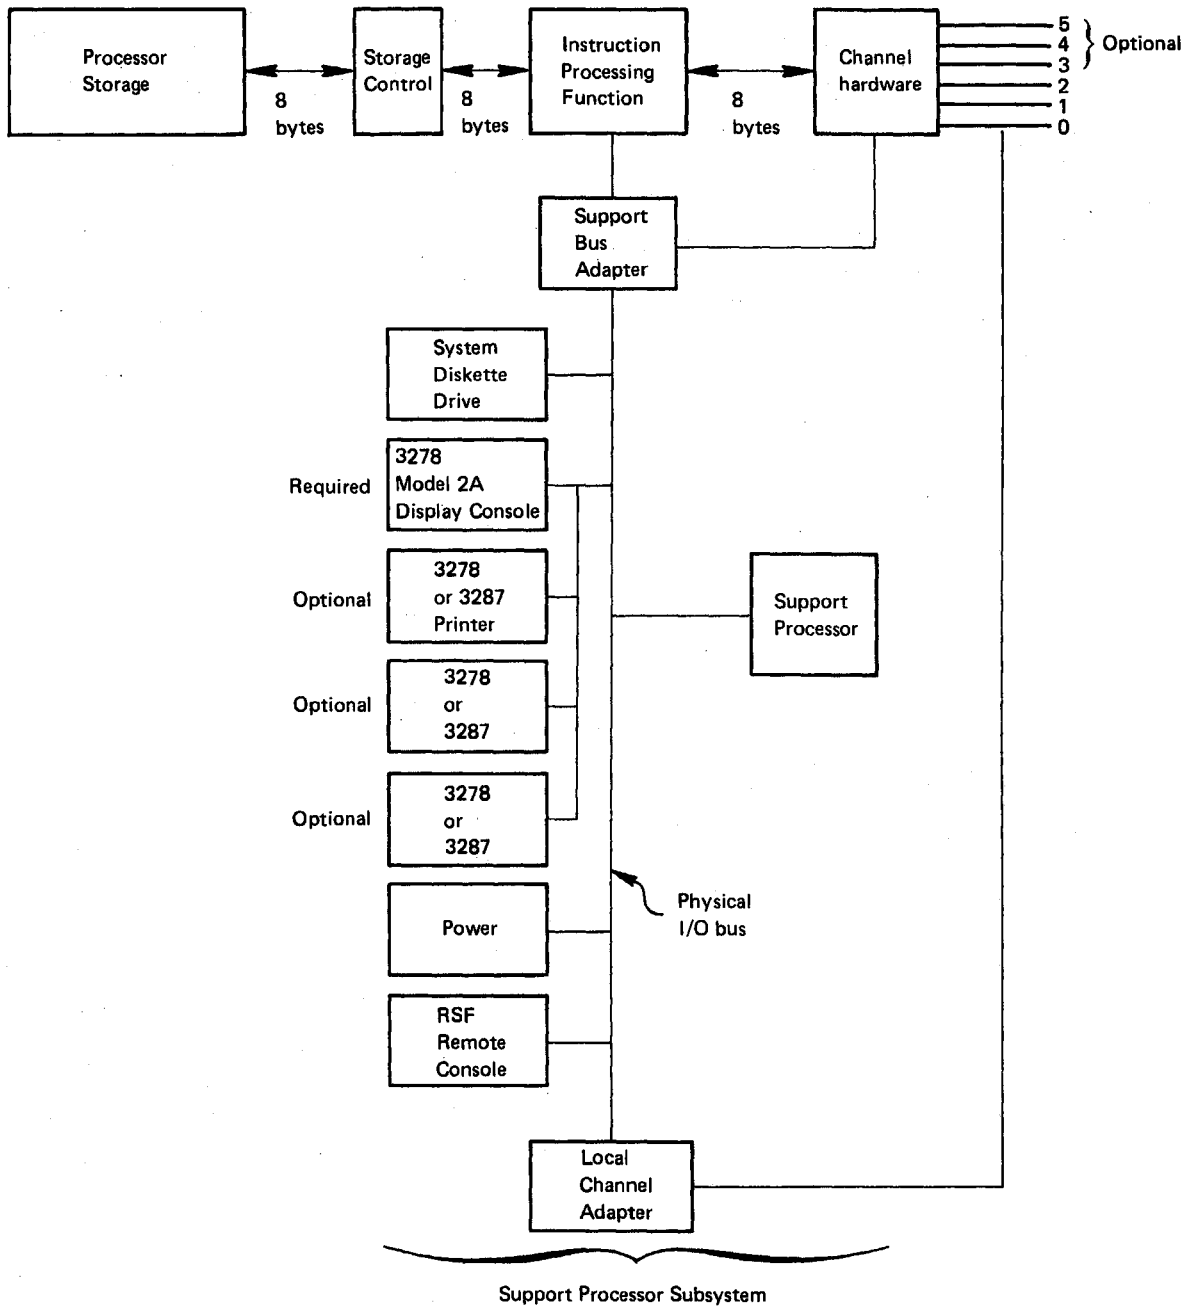 Processor
Storage
8
bytes
Storage
Control
8
bytes
Instruction
Processing
Function
8
bytes
Channel
hardware
5
4
3
2
1
0
Optional
Support
Bus
Adapter
System
Diskette
Drive
Required
3278
Model 2A
Display Console
Optional
3278
or 3287
Printer
Optional
3278
or
3287
Optional
3278
or
3287
Support
Processor
Power
Physical
I/O bus
RSF
Remote
Console
Local
Channel
Adapter
Support Processor Subsystem